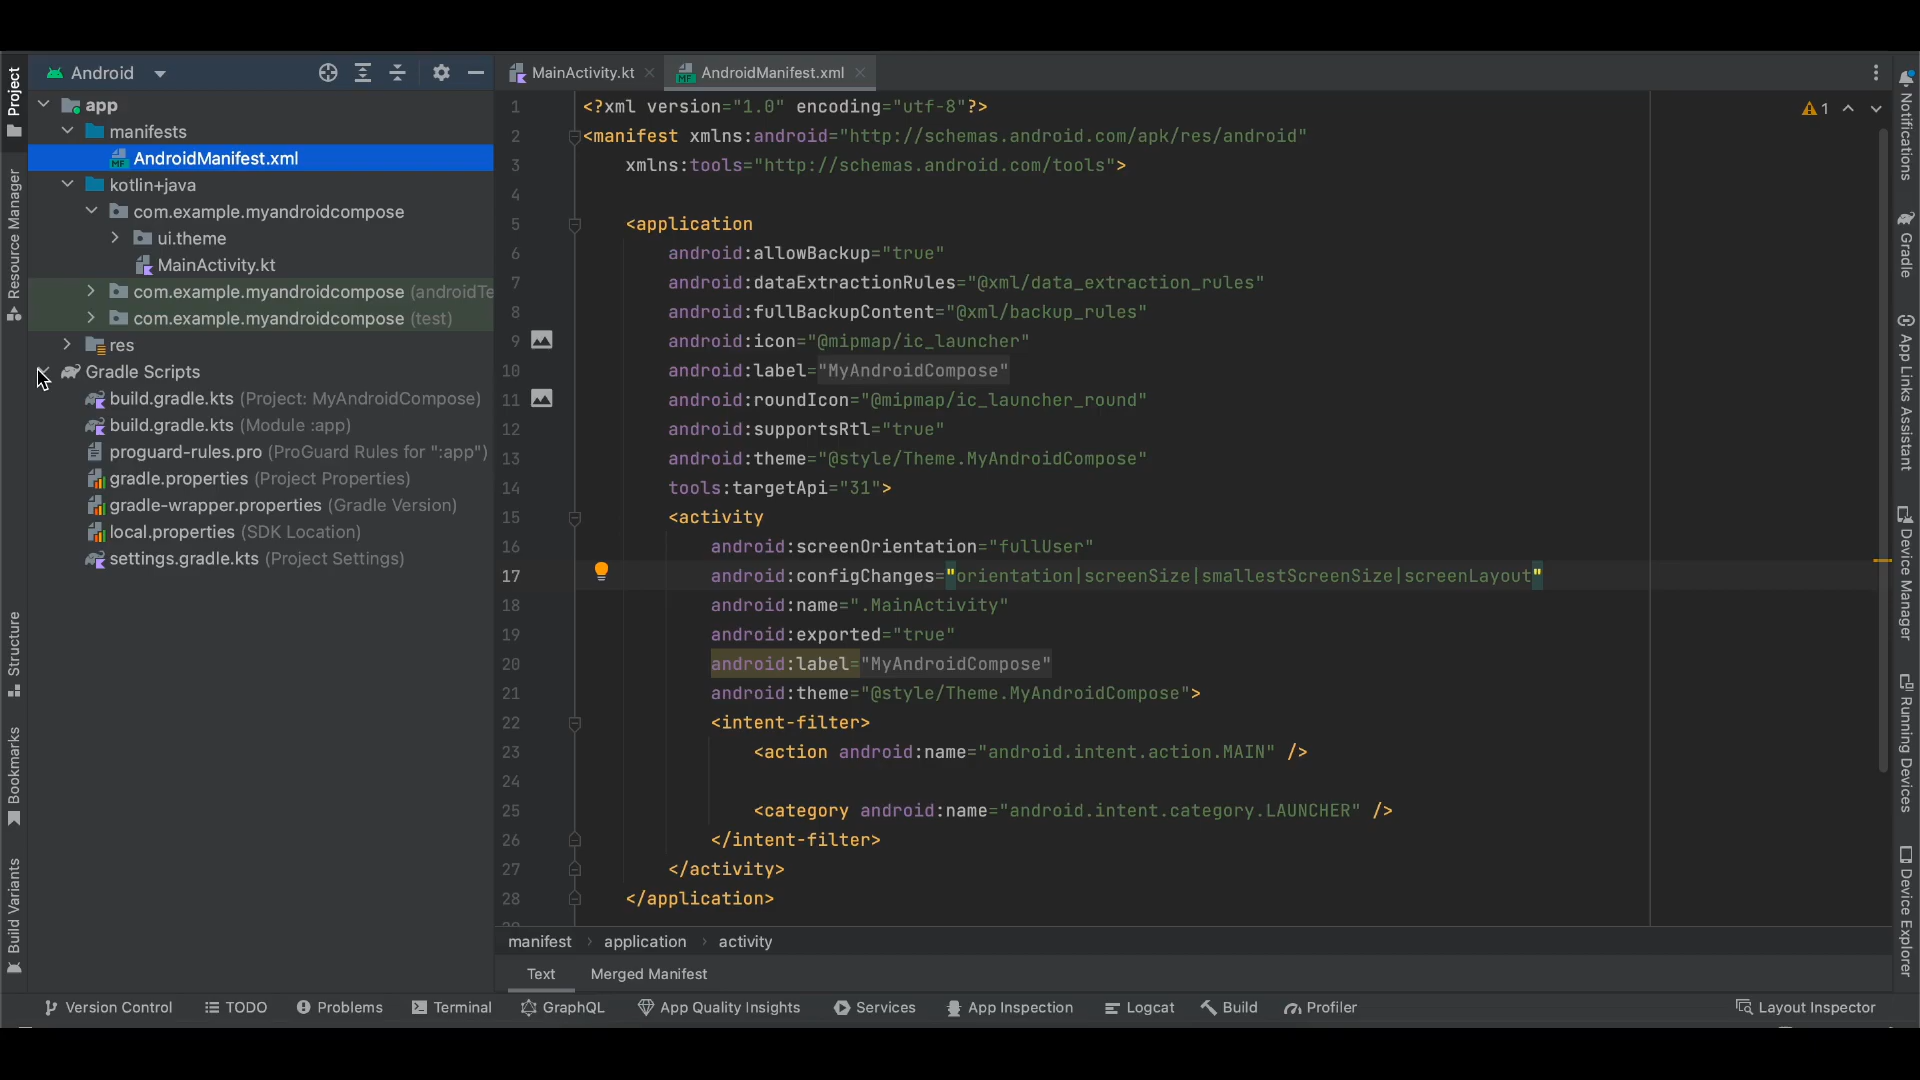 Android
MainActivity.kt
AndroidManifest.xml
Project
Resource Manager
Structure
Bookmarks
Build Variants
app
manifests
AndroidManifest.xml
kotlin+java
com.example.myandroidcompose
ui.theme
MainActivity.kt
com.example.myandroidcompose (androidTe
com.example.myandroidcompose (test)
res
Gradle Scripts
build.gradle.kts (Project: MyAndroidCompose)
build.gradle.kts (Module :app)
proguard-rules.pro (ProGuard Rules for ":app")
gradle.properties (Project Properties)
gradle-wrapper.properties (Gradle Version)
local.properties (SDK Location)
settings.gradle.kts (Project Settings)
1 <?xml version="1.0" encoding="utf-8"?>
2 <manifest xmlns:android="http://schemas.android.com/apk/res/android"
3 xmlns:tools="http://schemas.android.com/tools">
4
5 <application
6 android:allowBackup="true"
7 android:dataExtractionRules="@xml/data_extraction_rules"
8 android:fullBackupContent="@xml/backup_rules"
9 android:icon="@mipmap/ic_launcher"
10 android:label="MyAndroidCompose"
11 android:roundIcon="@mipmap/ic_launcher_round"
12 android:supportsRtl="true"
13 android:theme="@style/Theme.MyAndroidCompose"
14 tools:targetApi="31">
15 <activity
16 android:screenOrientation="fullUser"
17 android:configChanges="orientation|screenSize|smallestScreenSize|screenLayout"
18 android:name=".MainActivity"
19 android:exported="true"
20 android:label="MyAndroidCompose"
21 android:theme="@style/Theme.MyAndroidCompose">
22 <intent-filter>
23 <action android:name="android.intent.action.MAIN" />
24
25 <category android:name="android.intent.category.LAUNCHER" />
26 </intent-filter>
27 </activity>
28 </application>
1
Notifications
Gradle
App Links Assistant
Device Manager
Running Devices
Device Explorer
manifest application activity
Text Merged Manifest
Version Control TODO Problems Terminal GraphQL App Quality Insights Services App Inspection Logcat Build Profiler Layout Inspector